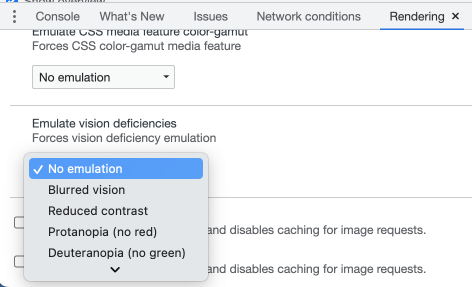 Show overview
Console What's New Issues Network conditions Rendering ×
Emulate CSS media feature color-gamut
Forces CSS color-gamut media feature
No emulation
Emulate vision deficiencies
Forces vision deficiency emulation
✓ No emulation
Blurred vision
Reduced contrast
Protanopia (no red)
and disables caching for image requests.
Deuteranopia (no green)
and disables caching for image requests.